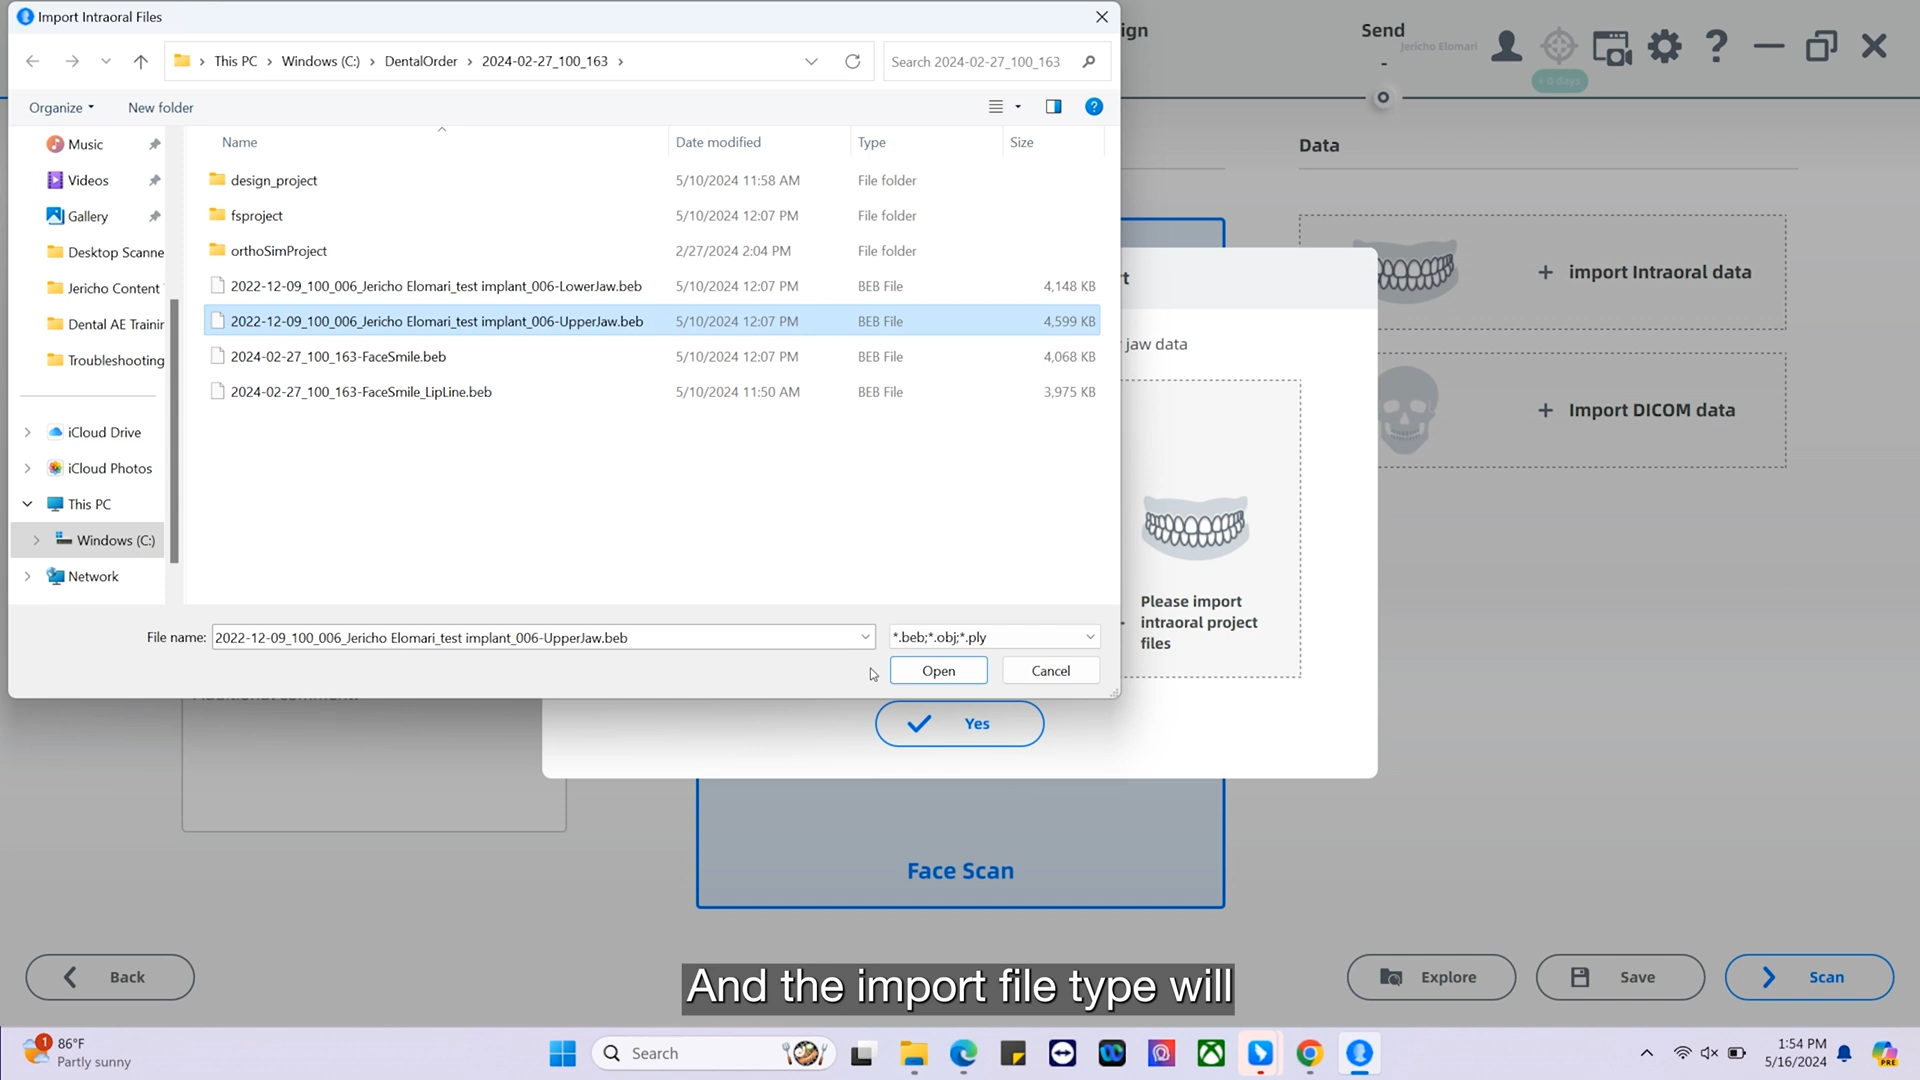 Import Intraoral Files
This PC
Windows (C:)
DentalOrder
2024-02-27_100_163
Search 2024-02-27_100_163
Organize
New folder
Name
Date modified
Type
Size
Music
Videos
Gallery
Desktop Scanne
Jericho Content
Dental AE Trainir
Troubleshooting
iCloud Drive
iCloud Photos
This PC
Windows (C:)
Network
design_project 5/10/2024 11:58 AM File folder
fsproject 5/10/2024 12:07 PM File folder
orthoSimProject 2/27/2024 2:04 PM File folder
2022-12-09_100_006_Jericho Elomari_test implant_006-LowerJaw.beb 5/10/2024 12:07 PM BEB File 4,148 KB
2022-12-09_100_006_Jericho Elomari_test implant_006-UpperJaw.beb 5/10/2024 12:07 PM BEB File 4,599 KB
2024-02-27_100_163-FaceSmile.beb 5/10/2024 12:07 PM BEB File 4,068 KB
2024-02-27_100_163-FaceSmile_LipLine.beb 5/10/2024 11:50 AM BEB File 3,975 KB
File name: 2022-12-09_100_006_Jericho Elomari_test implant_006-UpperJaw.beb
*.beb;*.obj;*.ply
Open
Cancel
ign
Send
Jericho Elomari
-
+0 days
Data
+ import Intraoral data
+ Import DICOM data
rt
jaw data
Please import
intraoral project
files
Yes
Face Scan
Back
Explore
Save
Scan
And the import file type will
1
86°F
Partly sunny
Search
1:54 PM
5/16/2024
PRE